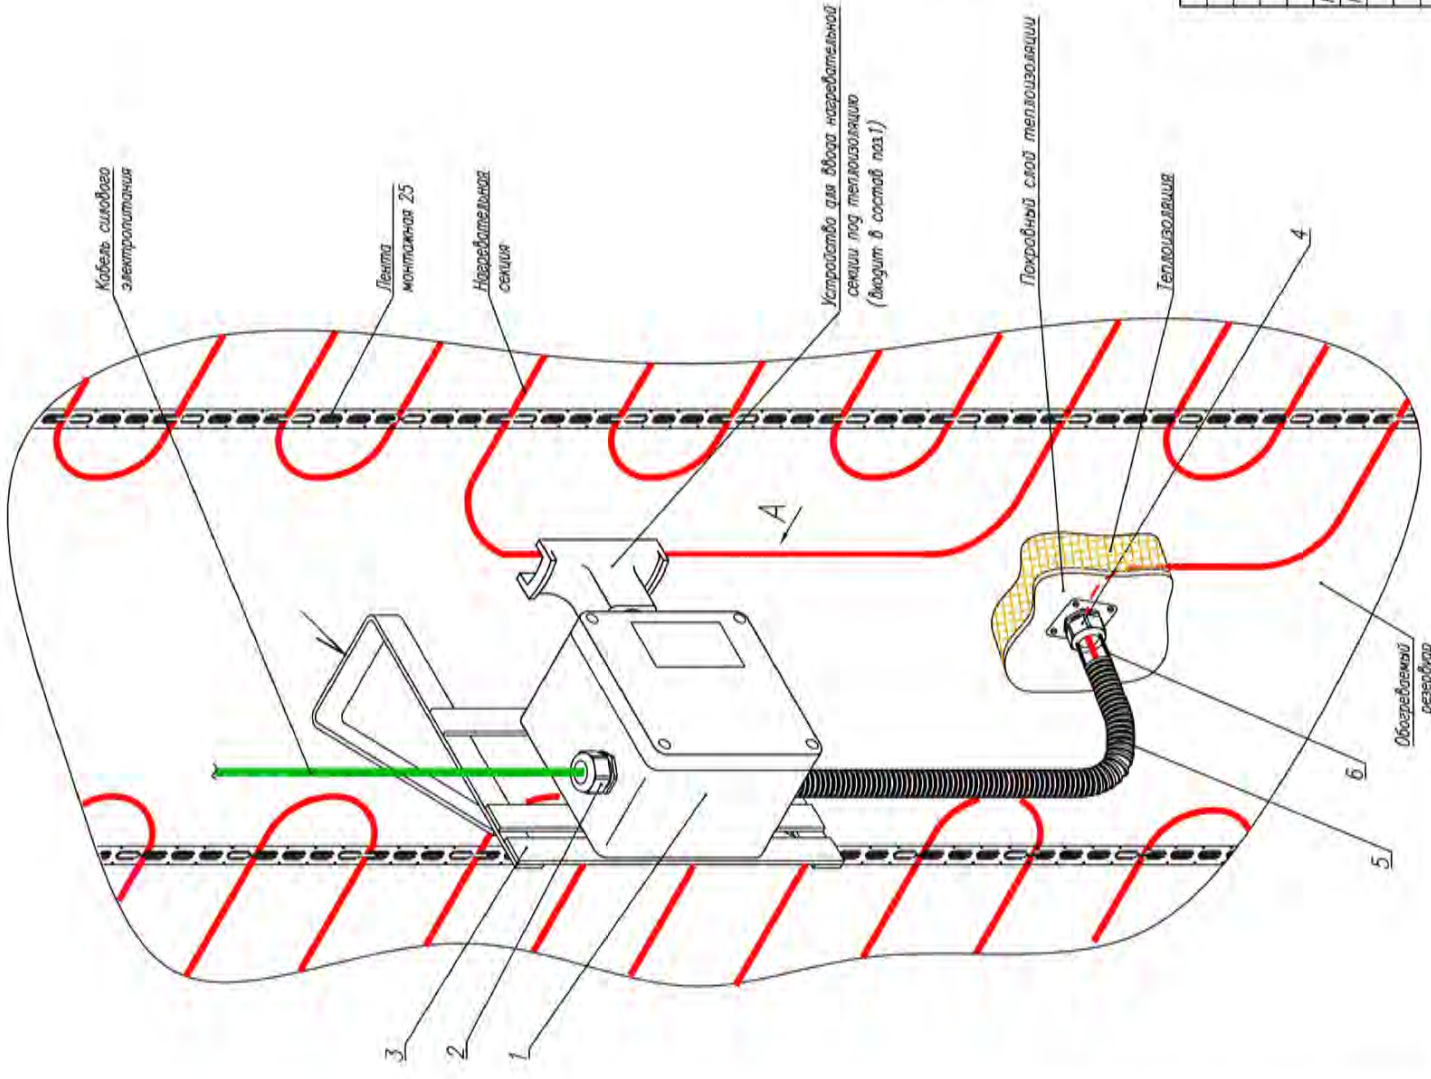 Кабель силового
электропитания
Лента
монтажная 25
Нагревательная
секция
Устройство для ввода нагревательной
секции под теплоизоляцию
(входит в состав поз.1)
Покровный слой теплоизоляции
Теплоизоляция
4
А
Обогреваемый
резервуар
6
5
3
2
1